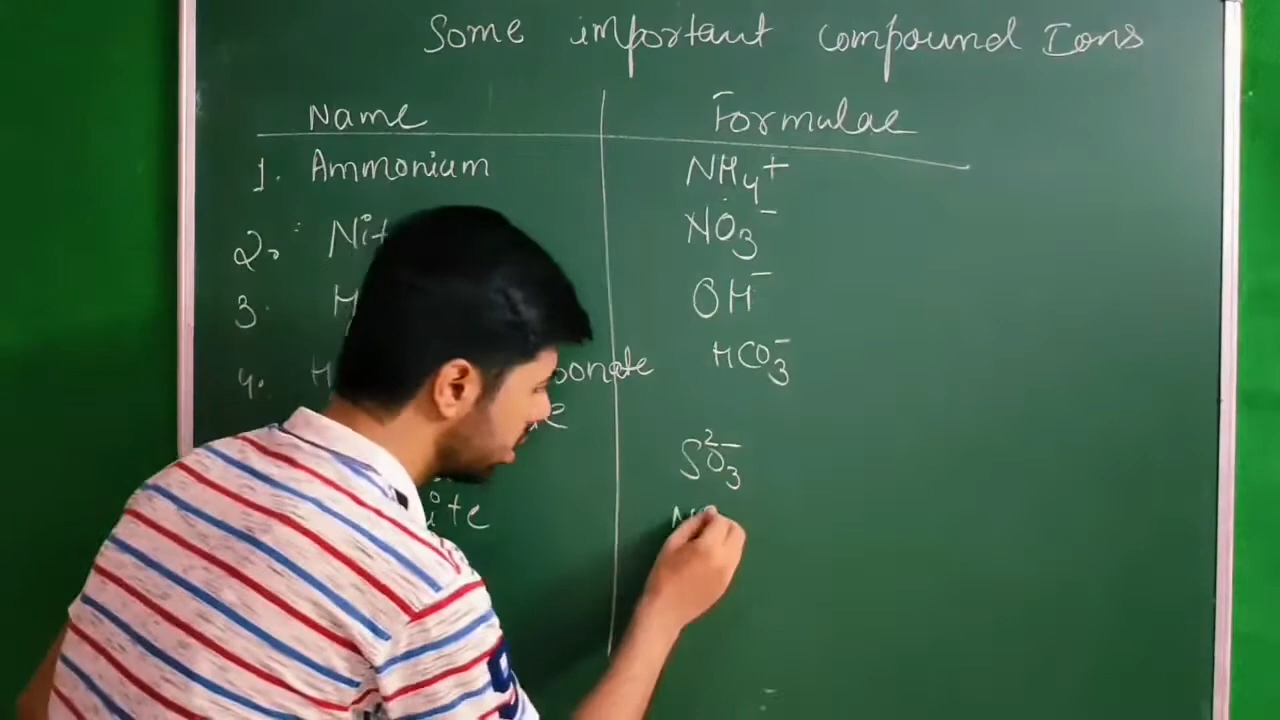 Some important compound Ions
Name Formulae
1. Ammonium NH4+
2. Nit NO3-
3. H OH-
4. H bonate HCO3-
SO3 2-
ite